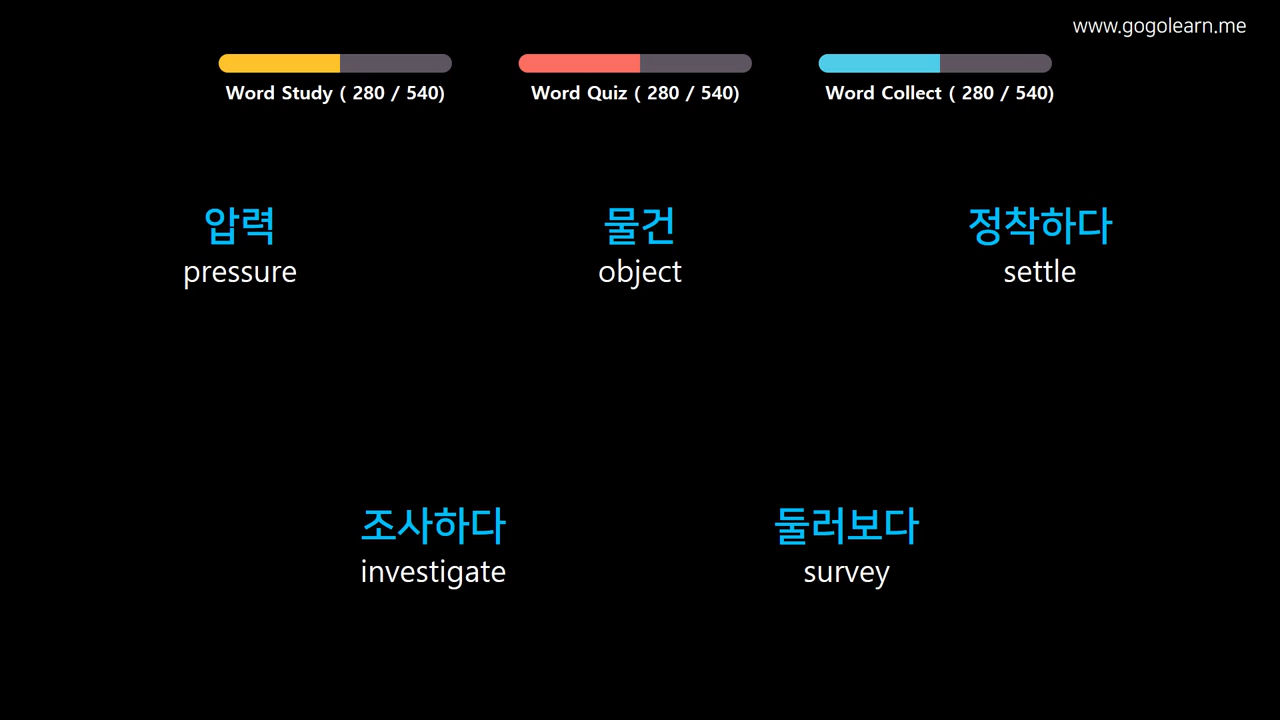 www.gogolearn.me
Word Study ( 280 / 540)
Word Quiz ( 280 / 540)
Word Collect ( 280 / 540)
압력
pressure
물건
object
정착하다
settle
조사하다
investigate
둘러보다
survey